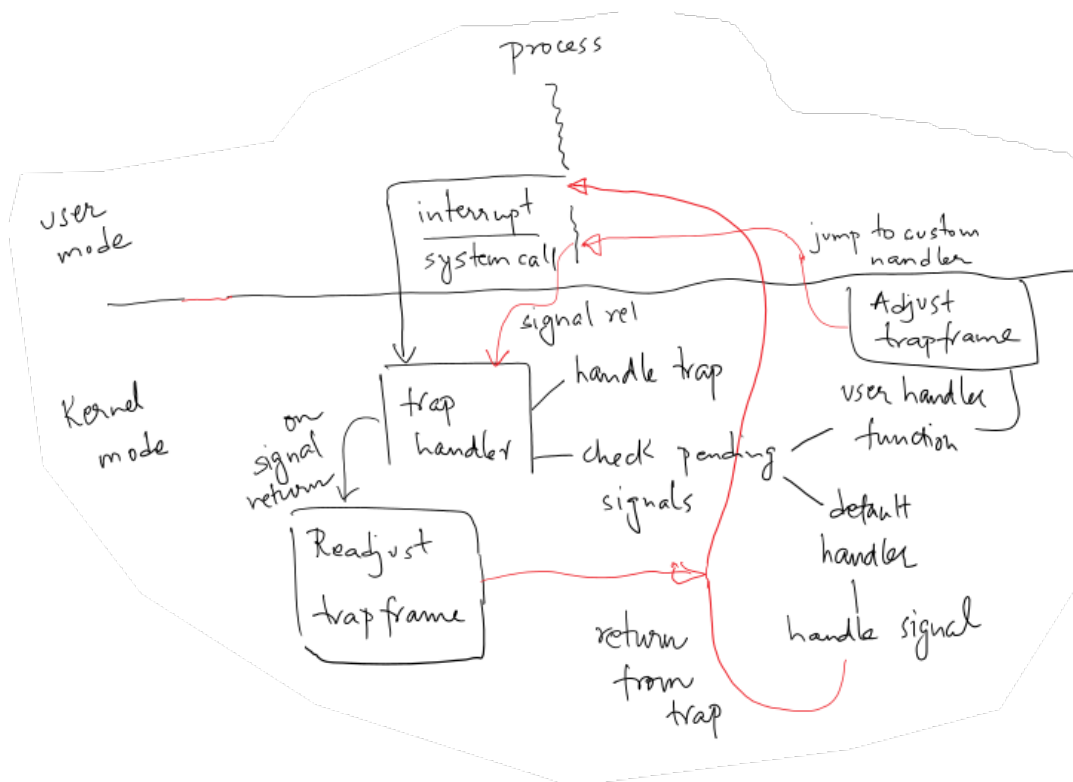 process
user
mode
interrupt
system call
jump to custom
handler
signal ret
Adjust
trapframe
Kernel
mode
trap
handler
handle trap
check pending
signals
user handler
function
on
signal
return
default
handler
Readjust
trapframe
handle signal
return
from
trap